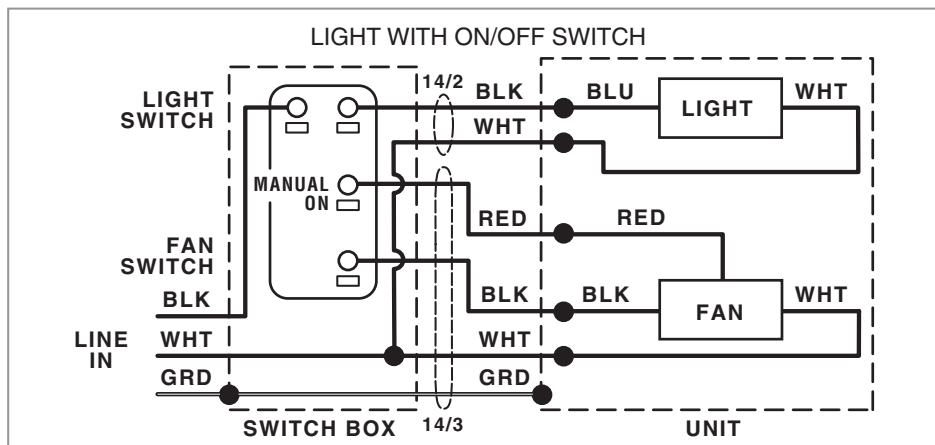 LIGHT WITH ON/OFF SWITCH
14/2
LIGHT
SWITCH
BLK
BLU
LIGHT
WHT
WHT
MANUAL
ON
RED
RED
FAN
SWITCH
BLK
BLK
BLK
FAN
WHT
LINE
IN
WHT
WHT
GRD
GRD
SWITCH BOX
14/3
UNIT